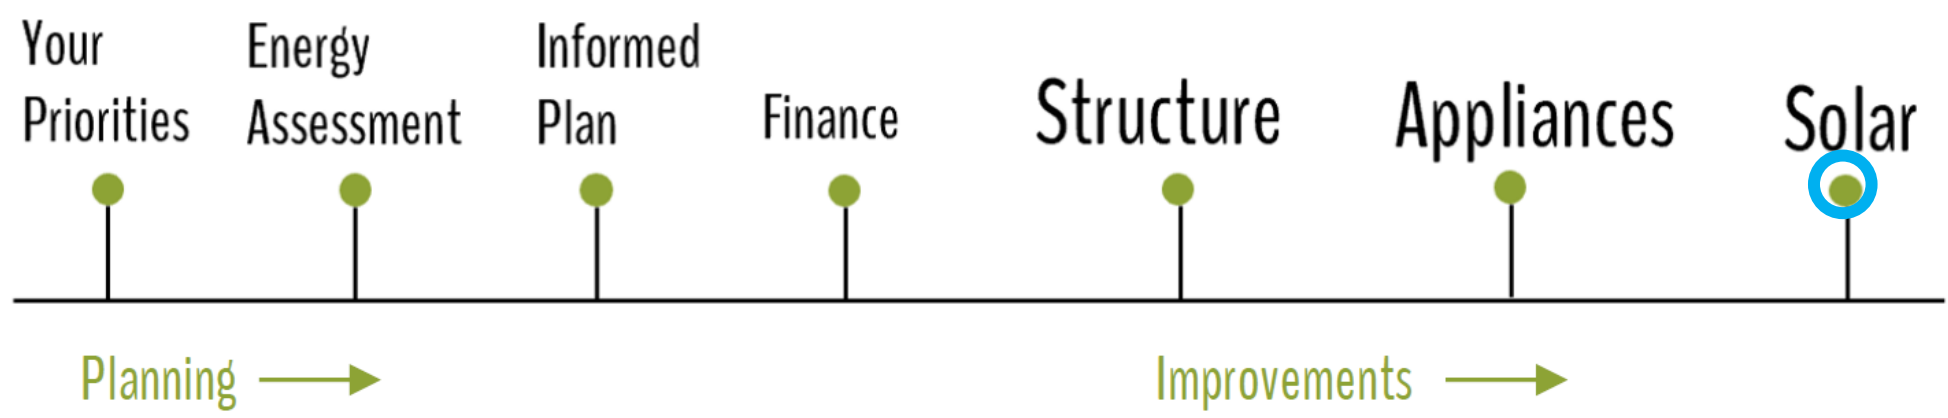 Your
Priorities
Energy
Assessment
Informed
Plan
Finance
Structure
Appliances
Solar
Planning
Improvements